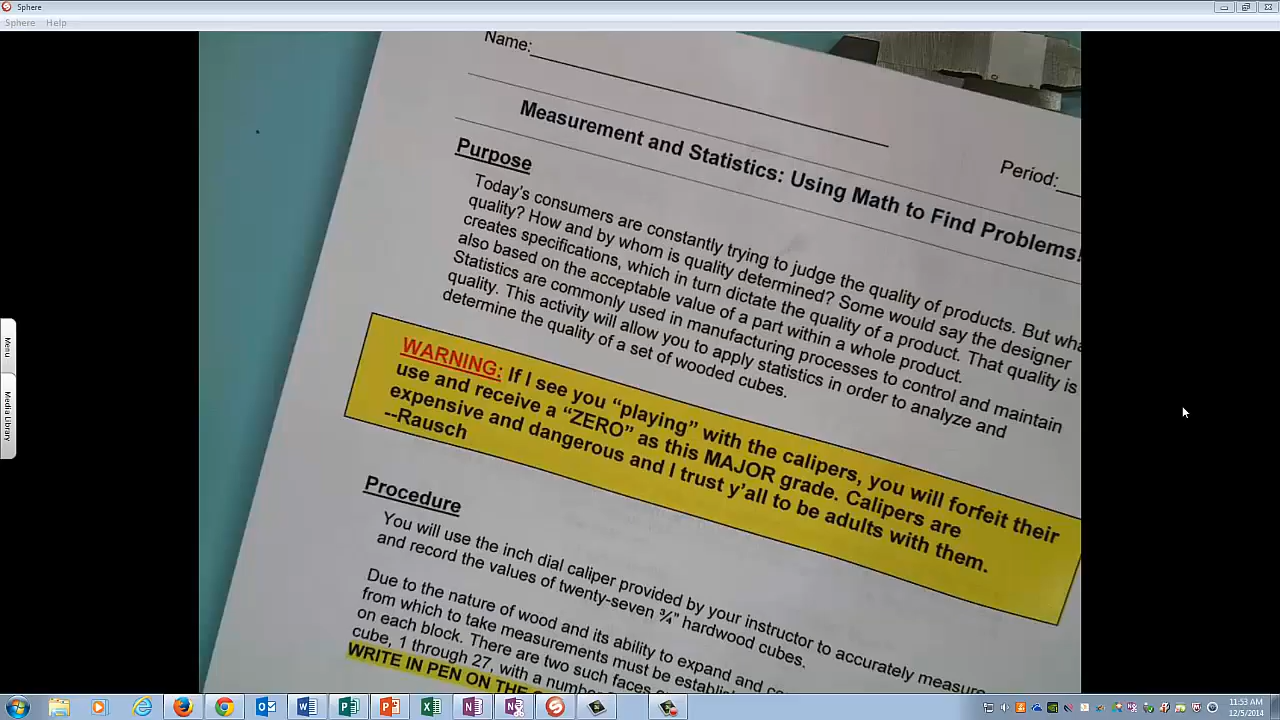 Sphere
Sphere Help
Name:
Period:
Measurement and Statistics: Using Math to Find Problems!
Purpose
Today's consumers are constantly trying to judge the quality of products. But
quality? How and by whom is quality determined? Some would say the designer
creates specifications, which in turn dictate the quality of a product. That quality is
also based on the acceptable value of a part within a whole product.
Statistics are commonly used in manufacturing processes to control and maintain
quality. This activity will allow you to apply statistics in order to analyze and
determine the quality of a set of wooded cubes.
WARNING: If I see you “playing” with the calipers, you will forfeit their
use and receive a “ZERO” as this MAJOR grade. Calipers are
expensive and dangerous and I trust y'all to be adults with them.
--Rausch
Procedure
You will use the inch dial caliper provided by your instructor to accurately measure
and record the values of twenty-seven ¾” hardwood cubes.
Due to the nature of wood and its ability to expand and
from which to take measurements must be
on each block. There are two such faces
cube, 1 through 27, with a number
WRITE IN PEN ON THE
Menu
Media Library
11:53 AM
12/5/2014